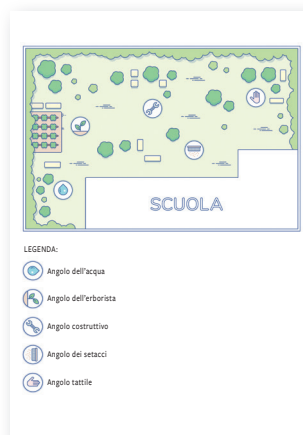 SCUOLA
LEGENDA:
Angolo dell'acqua
Angolo dell'erborista
Angolo costruttivo
Angolo dei setacci
Angolo tattile